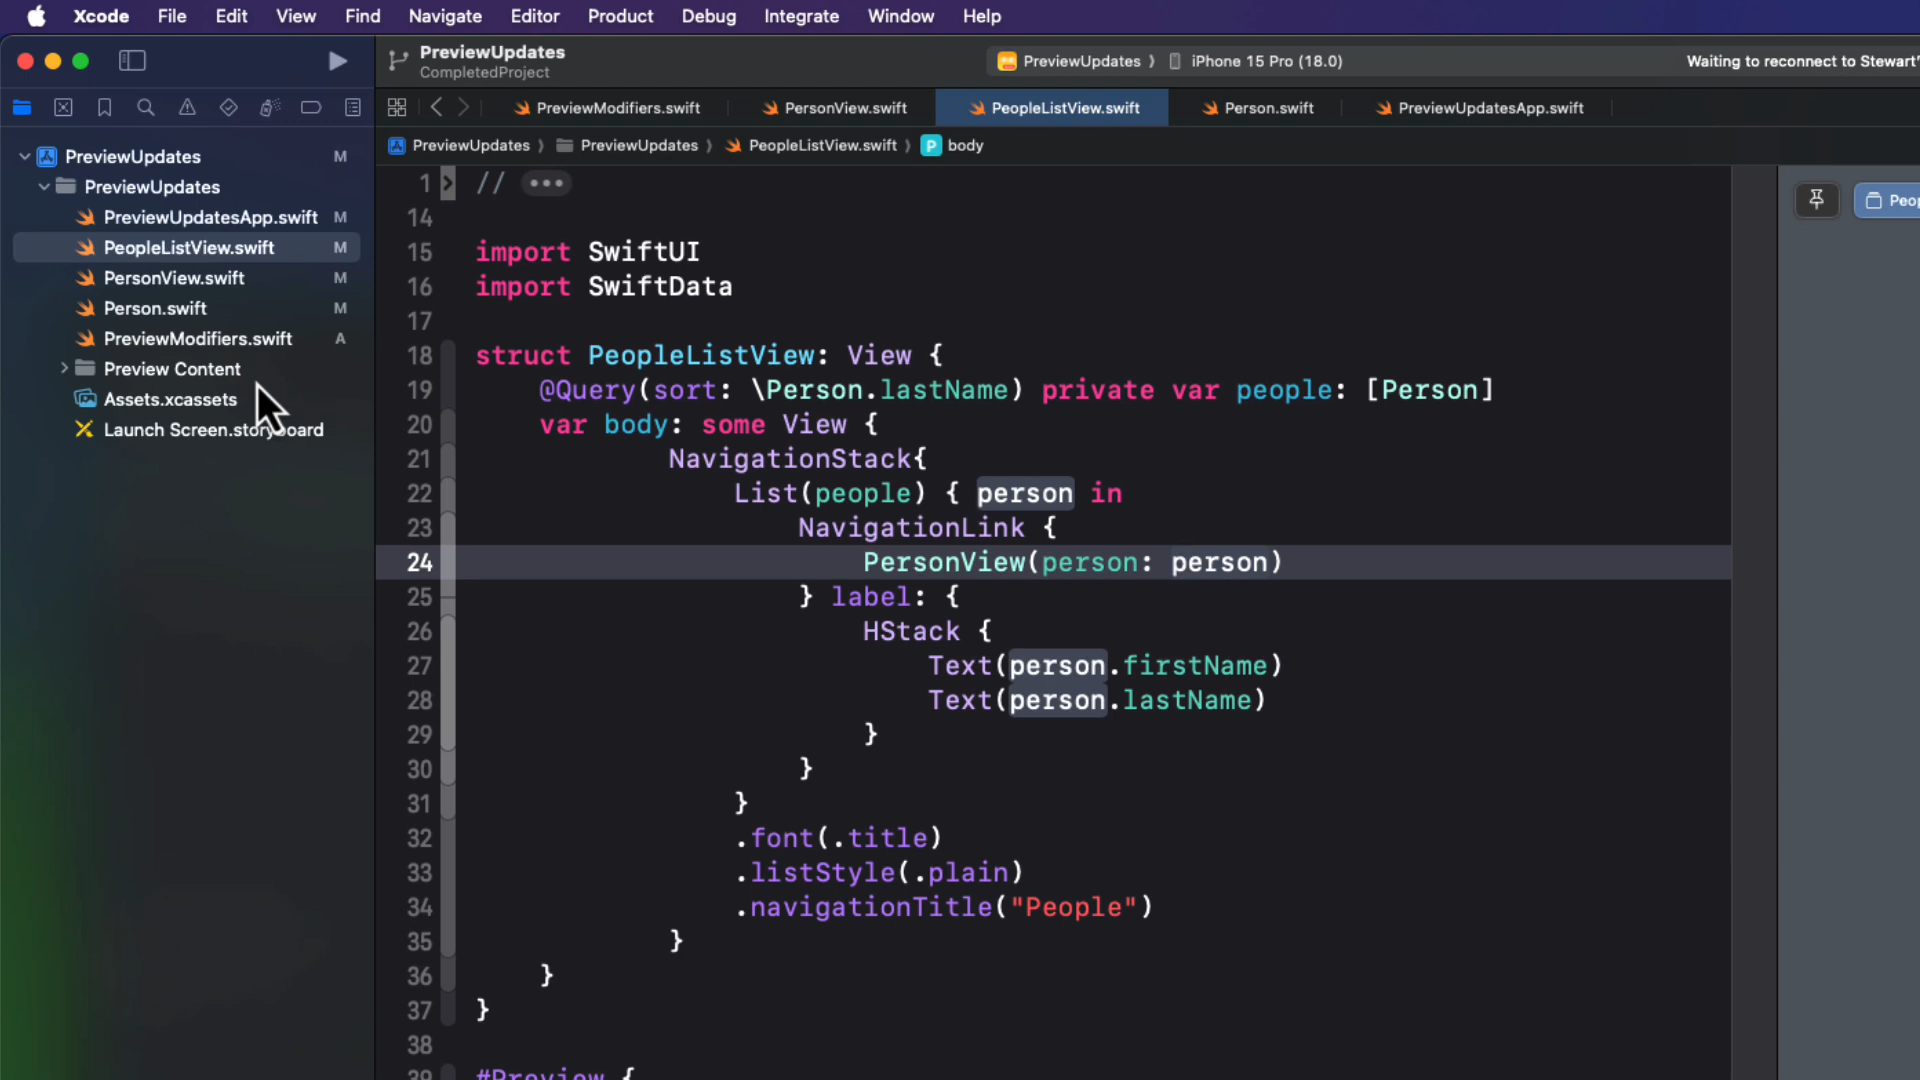 Xcode File Edit View Find Navigate Editor Product Debug Integrate Window Help
PreviewUpdates
CompletedProject
PreviewUpdates ⟩ iPhone 15 Pro (18.0)
Waiting to reconnect to Stewart'
PreviewModifiers.swift
PersonView.swift
PeopleListView.swift
Person.swift
PreviewUpdatesApp.swift
PreviewUpdates ⟩ PreviewUpdates ⟩ PeopleListView.swift ⟩ P body
PreviewUpdates M
PreviewUpdates
PreviewUpdatesApp.swift M
PeopleListView.swift M
PersonView.swift M
Person.swift M
PreviewModifiers.swift A
Preview Content
Assets.xcassets
Launch Screen.storyboard
1 // •••
14
15 import SwiftUI
16 import SwiftData
17
18 struct PeopleListView: View {
19 @Query(sort: \Person.lastName) private var people: [Person]
20 var body: some View {
21 NavigationStack{
22 List(people) { person in
23 NavigationLink {
24 PersonView(person: person)
25 } label: {
26 HStack {
27 Text(person.firstName)
28 Text(person.lastName)
29 }
30 }
31 }
32 .font(.title)
33 .listStyle(.plain)
34 .navigationTitle("People")
35 }
36 }
37 }
38
39 #Preview {
Peop